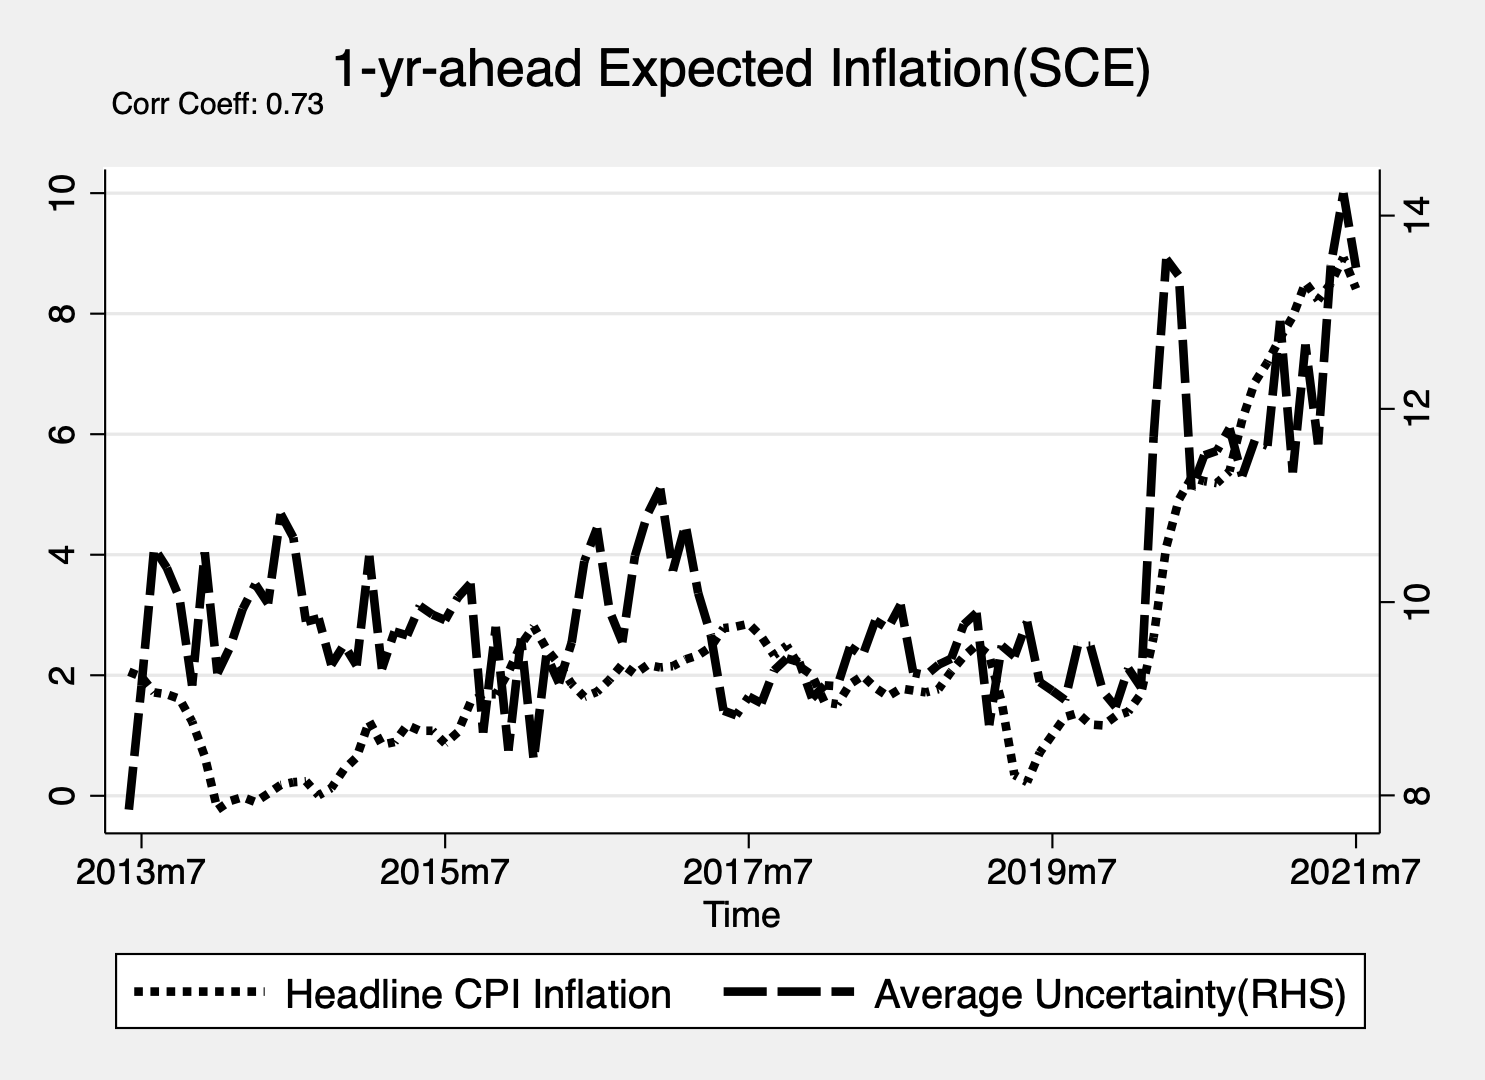 1-yr-ahead Expected Inflation(SCE)
Corr Coeff: 0.73
10
8
6
4
2
0
14
12
10
8
2013m7 2015m7 2017m7 2019m7 2021m7
Time
Headline CPI Inflation Average Uncertainty(RHS)